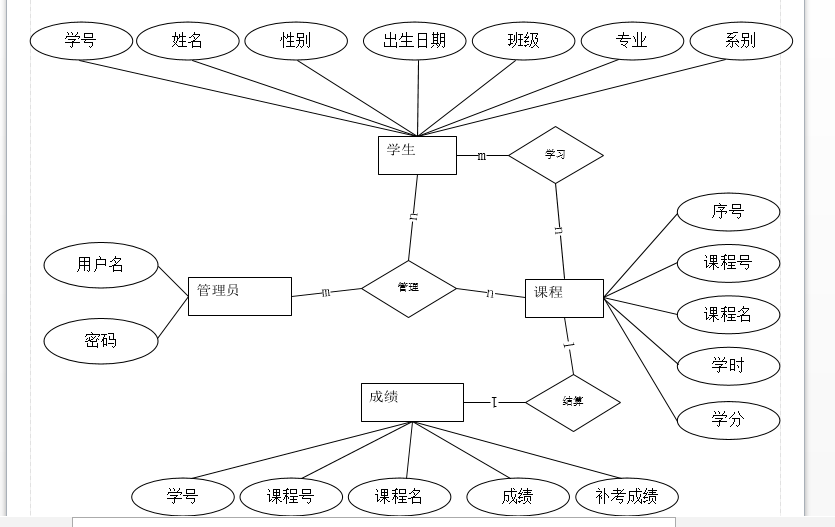 学号 姓名 性别 出生日期 班级 专业 系别
学生 m 学习
n n
序号
用户名 课程号
管理员 m 管理 n 课程
课程名
密码 1
学时
成绩 1 结算
学分
学号 课程号 课程名 成绩 补考成绩